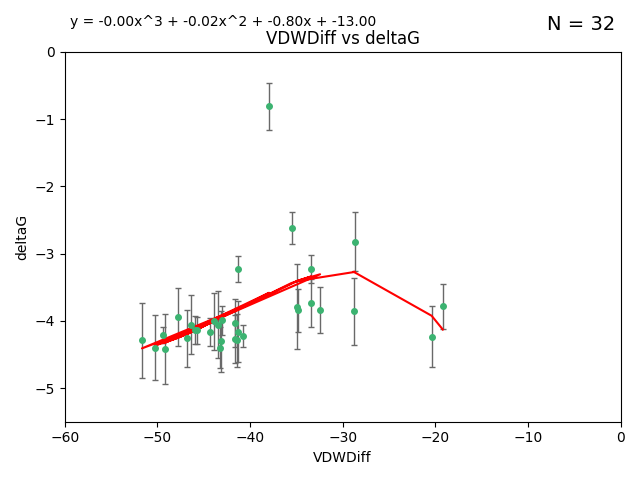 y = -0.00x^3 + -0.02x^2 + -0.80x + -13.00
N = 32
VDWDiff vs deltaG
0
−1
−2
−3
−4
−5
deltaG
−60 −50 −40 −30 −20 −10 0
VDWDiff